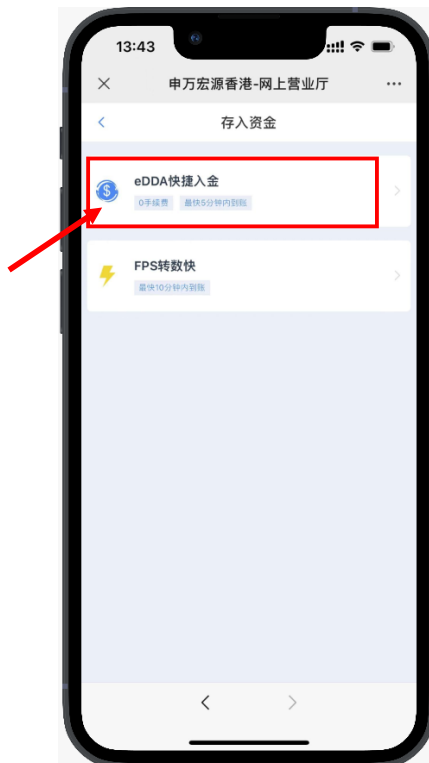 13:43
申万宏源香港-网上营业厅
存入资金
eDDA快捷入金
0手续费 最快5分钟内到账
FPS转数快
最快10分钟内到账